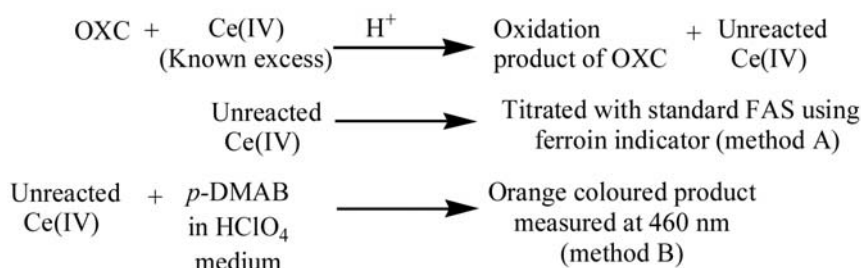 OXC + Ce(IV) H⁺ Oxidation + Unreacted
(Known excess) product of OXC Ce(IV)
Unreacted Titrated with standard FAS using
Ce(IV) ferroin indicator (method A)
Unreacted + p-DMAB Orange coloured product
Ce(IV) in HClO₄ measured at 460 nm
medium (method B)